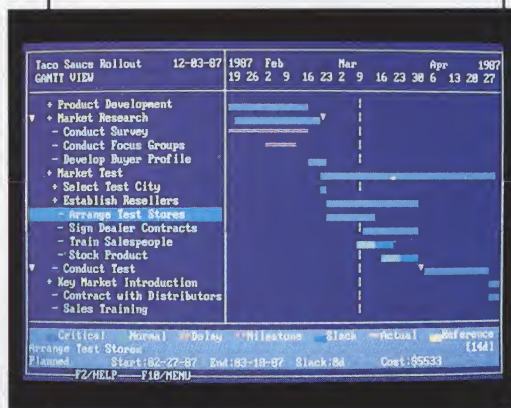 Taco Sauce Rollout 12-03-87 1987 Feb Mar Apr 1987
GANTT VIEW 19 26 2 9 16 23 2 9 16 23 30 6 13 20 27
+ Product Development
+ Market Research
- Conduct Survey
- Conduct Focus Groups
- Develop Buyer Profile
+ Market Test
+ Select Test City
+ Establish Resellers
- Arrange Test Stores
- Sign Dealer Contracts
- Train Salespeople
- Stock Product
- Conduct Test
+ Key Market Introduction
- Contract with Distributors
- Sales Training
Critical Normal Delay Milestone Slack Actual Reference
Arrange Test Stores [14d]
Planned Start:02-27-87 End:03-18-87 Slack:8d Cost:$5533
F2/HELP F10/MENU